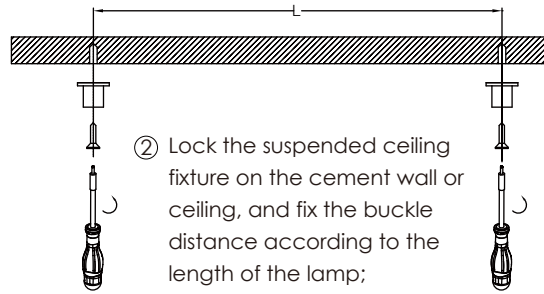 L
② Lock the suspended ceiling
fixture on the cement wall or
ceiling, and fix the buckle
distance according to the
length of the lamp;